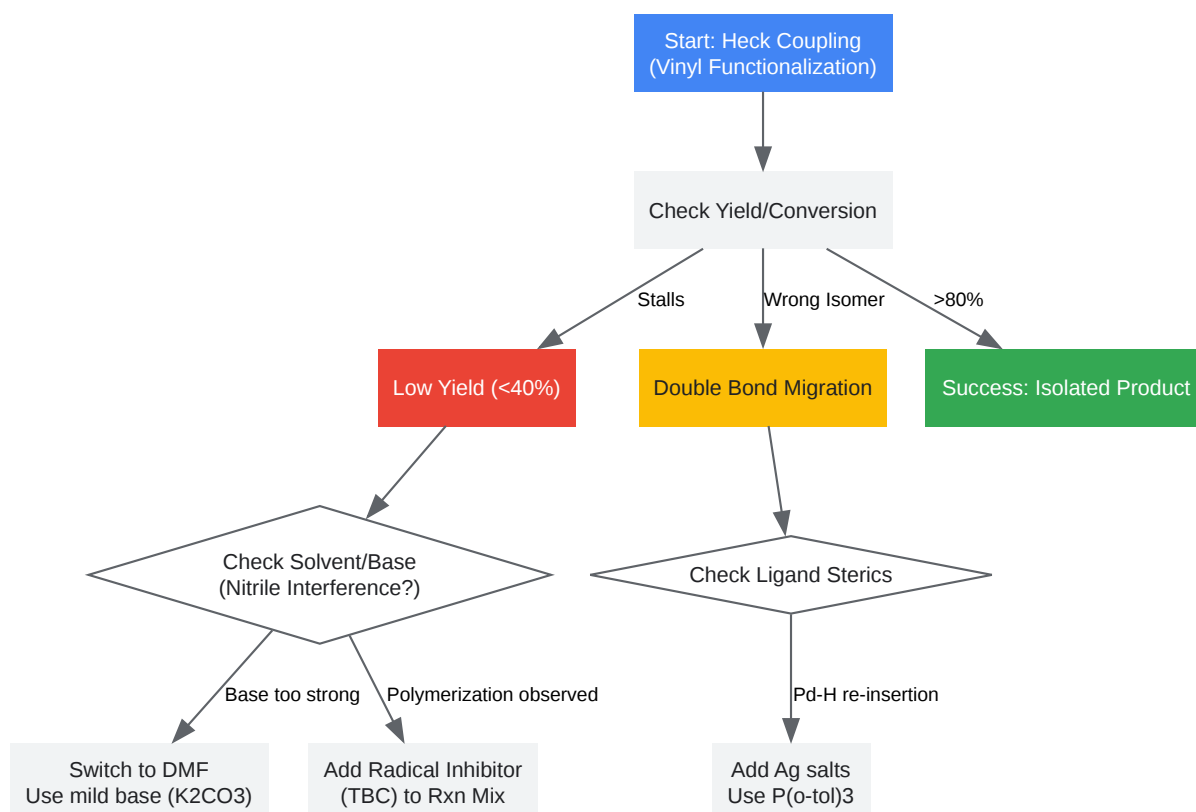 Start: Heck Coupling
(Vinyl Functionalization)
Check Yield/Conversion
Stalls
Wrong Isomer
>80%
Low Yield (<40%)
Double Bond Migration
Success: Isolated Product
Check Solvent/Base
(Nitrile Interference?)
Check Ligand Sterics
Base too strong
Polymerization observed
Pd-H re-insertion
Switch to DMF
Use mild base (K2CO3)
Add Radical Inhibitor
(TBC) to Rxn Mix
Add Ag salts
Use P(o-tol)3